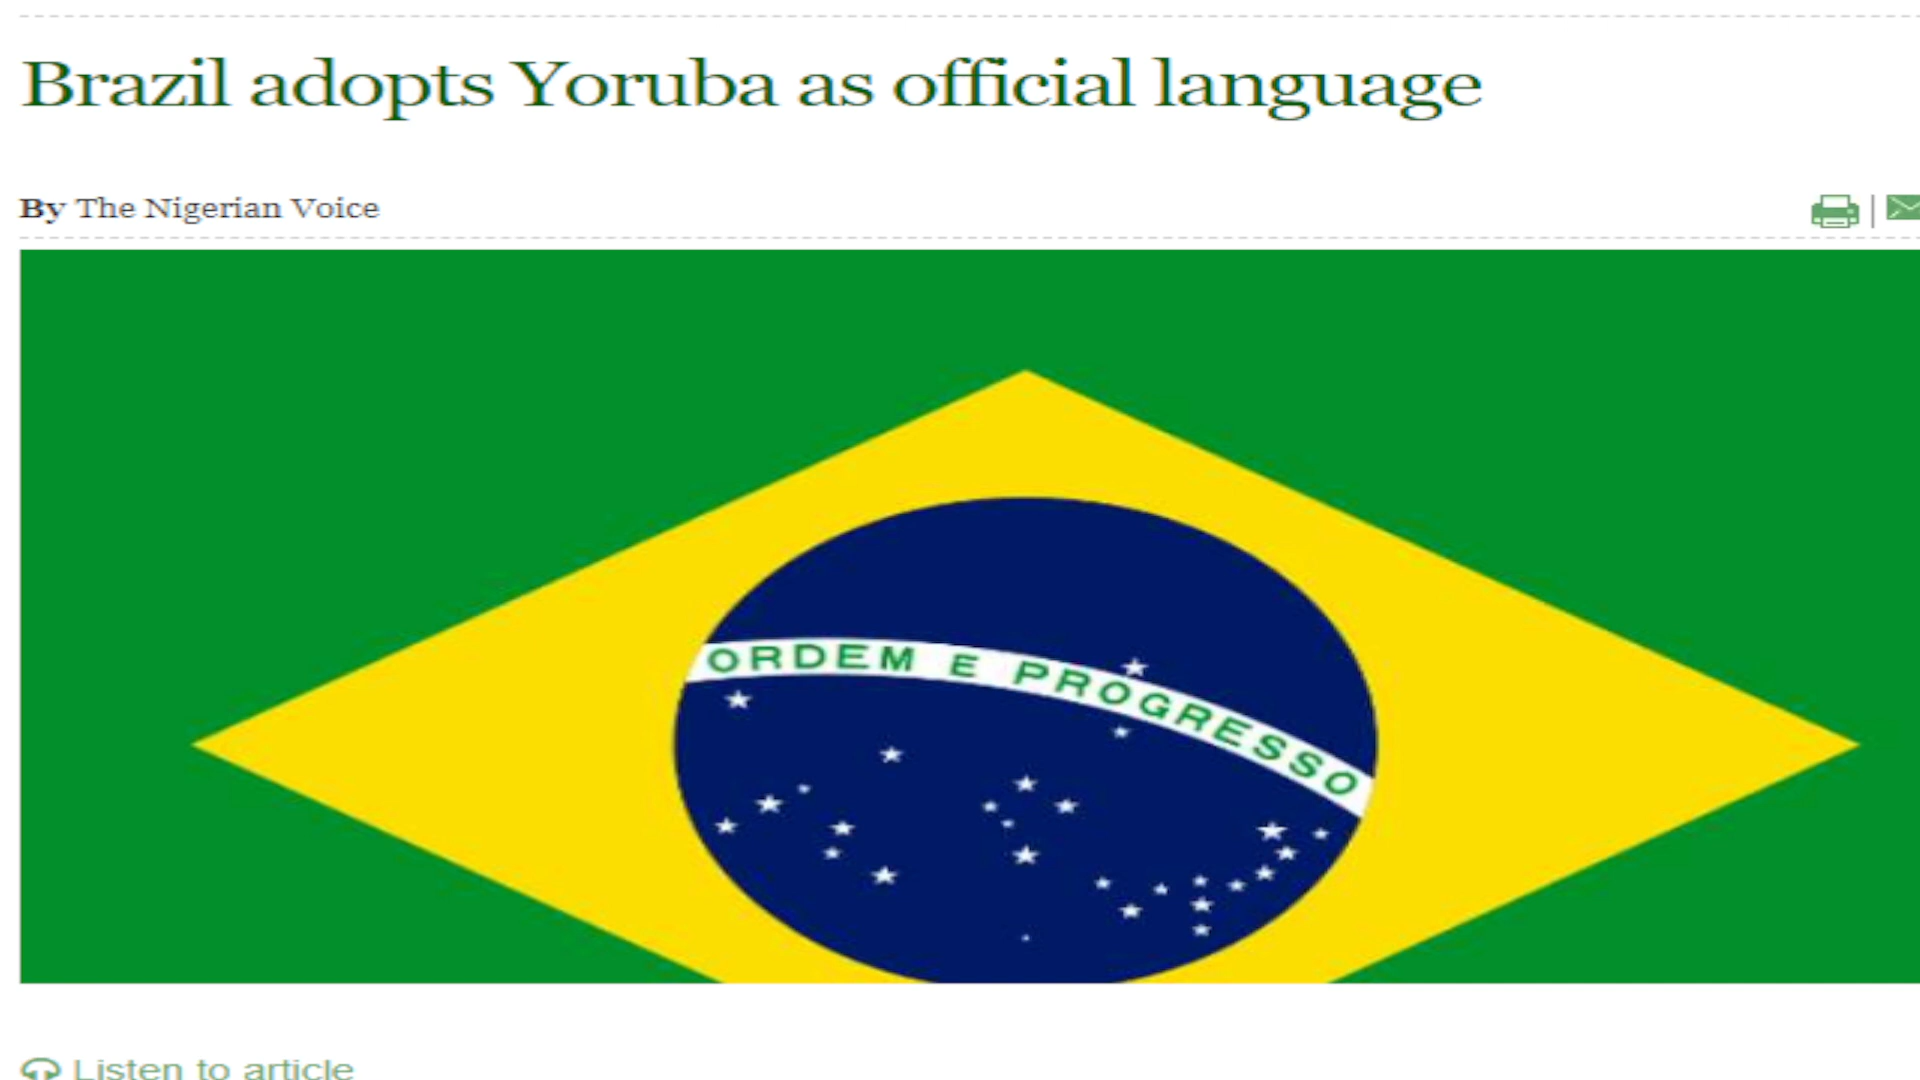 Brazil adopts Yoruba as official language
By The Nigerian Voice
ORDEM E PROGRESSO
Listen to article